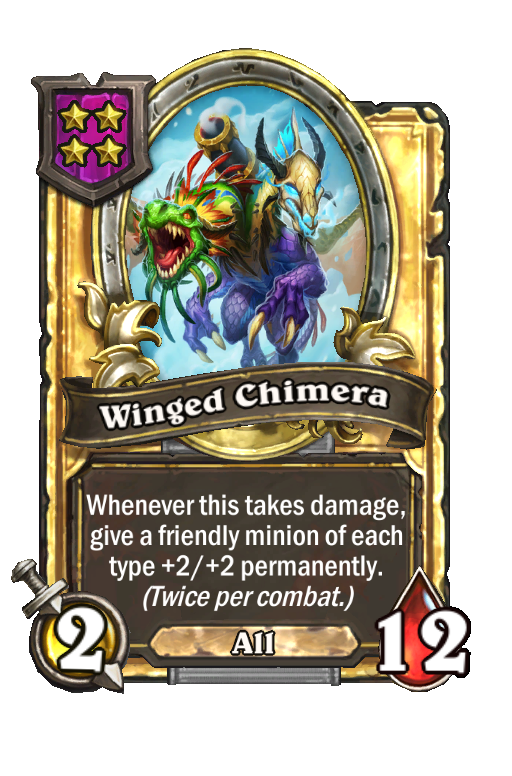 Winged Chimera
Whenever this takes damage,
give a friendly minion of each
type +2/+2 permanently.
(Twice per combat.)
2
All
12